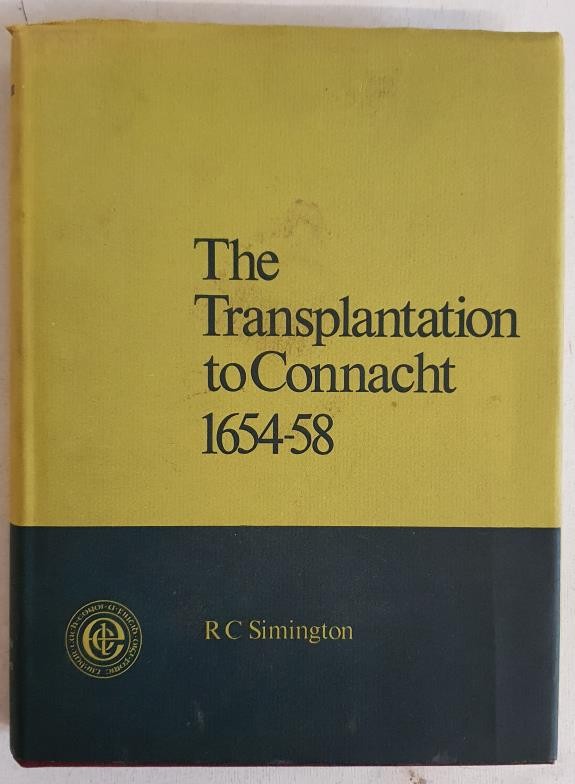 The
Transplantation
to Connacht
1654-58
R C Simington